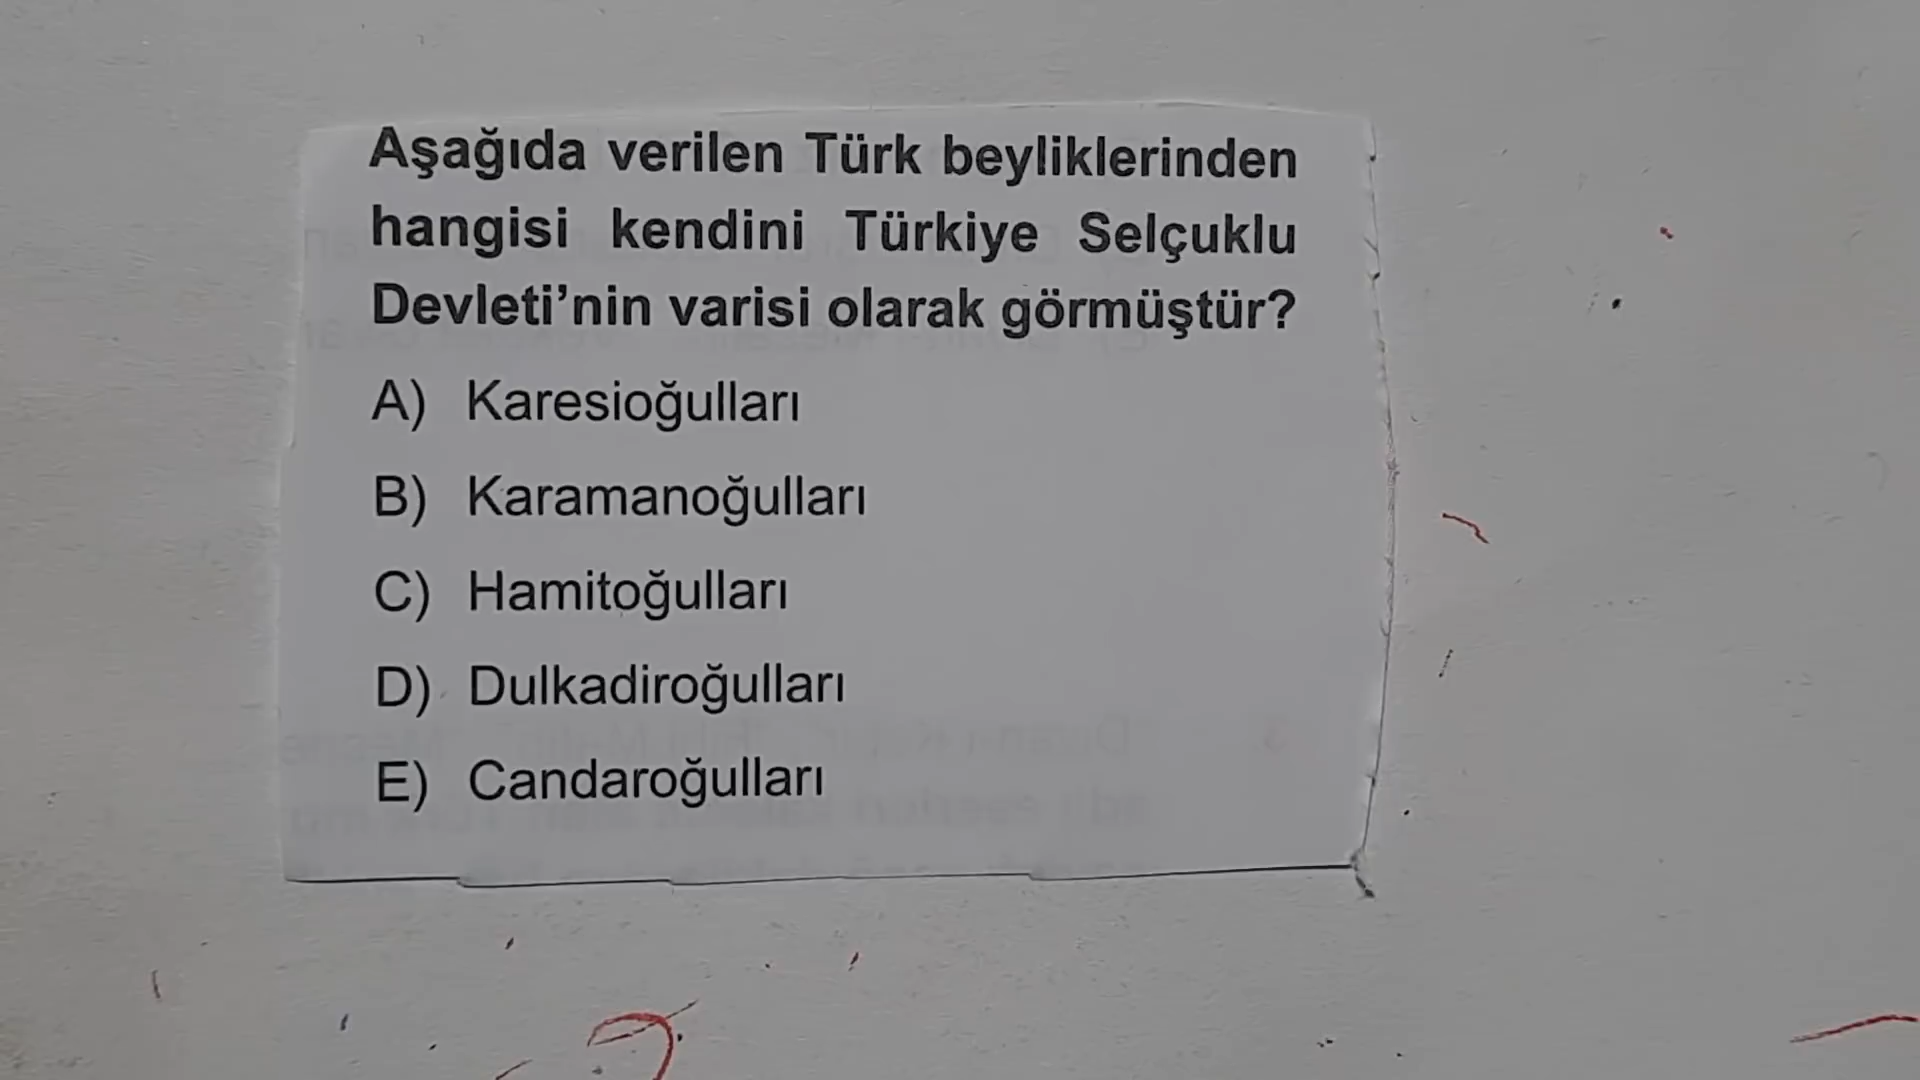 Aşağıda verilen Türk beyliklerinden
hangisi kendini Türkiye Selçuklu
Devleti’nin varisi olarak görmüştür?
A) Karesioğulları
B) Karamanoğulları
C) Hamitoğulları
D) Dulkadiroğulları
E) Candaroğulları